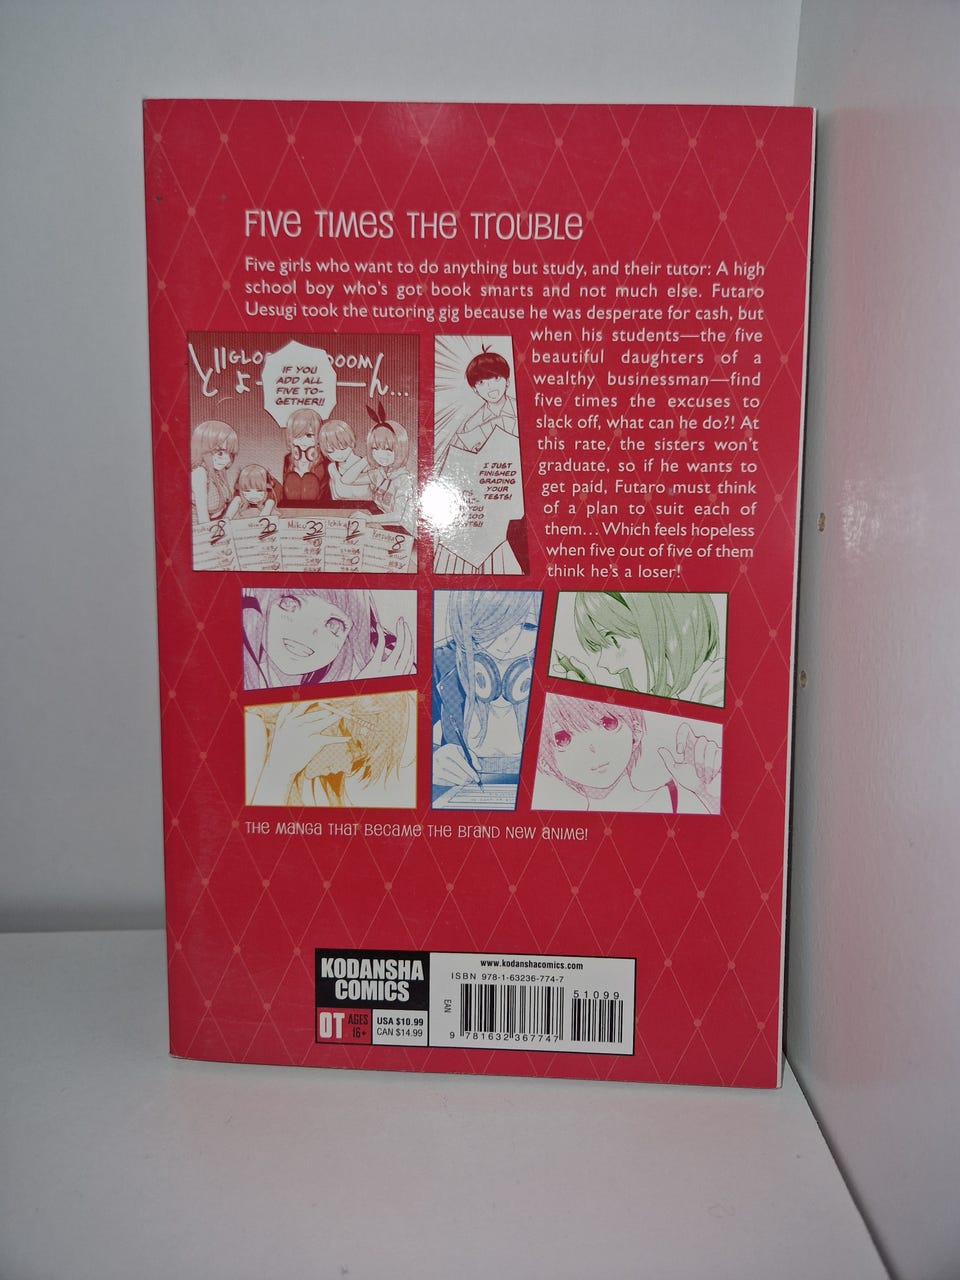 FIVE TIMES THE TROUBLE
Five girls who want to do anything but study, and their tutor: A high
school boy who's got book smarts and not much else. Futaro
Uesugi took the tutoring gig because he was desperate for cash, but
when his students—the five
beautiful daughters of a
wealthy businessman—find
five times the excuses to
slack off, what can he do?! At
this rate, the sisters won't
graduate, so if he wants to
get paid, Futaro must think
of a plan to suit each of
them... Which feels hopeless
when five out of five of them
think he's a loser!
IF YOU
ADD ALL
FIVE TO-
GETHER!!
Miku 32
Ichika 12
8
I JUST
FINISHED
GRADING
YOUR
TESTS!
THE MANGA THAT BECAME THE BRAND NEW ANIME!
KODANSHA
COMICS
OT AGES
16+
USA $10.99
CAN $14.99
www.kodanshacomics.com
ISBN 978-1-63236-774-7
51099
EAN
9 781632 367747